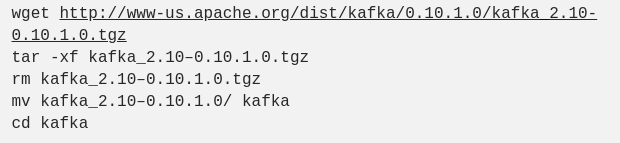 wget http://www-us.apache.org/dist/kafka/0.10.1.0/kafka_2.10-
0.10.1.0.tgz
tar -xf kafka_2.10–0.10.1.0.tgz
rm kafka_2.10–0.10.1.0.tgz
mv kafka_2.10–0.10.1.0/ kafka
cd kafka